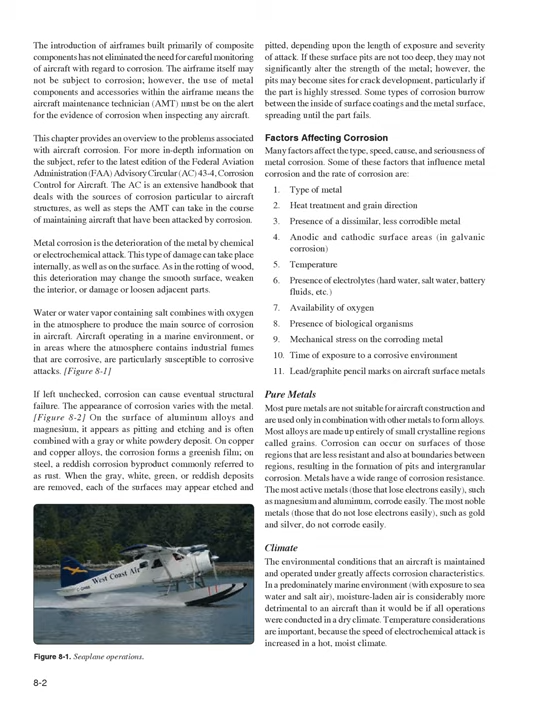 The introduction of airframes built primarily of composite
components has not eliminated the need for careful monitoring
of aircraft with regard to corrosion. The airframe itself may
not be subject to corrosion; however, the use of metal
components and accessories within the airframe means the
aircraft maintenance technician (AMT) must be on the alert
for the evidence of corrosion when inspecting any aircraft.
This chapter provides an overview to the problems associated
with aircraft corrosion. For more in-depth information on
the subject, refer to the latest edition of the Federal Aviation
Administration (FAA) Advisory Circular (AC) 43-4, Corrosion
Control for Aircraft. The AC is an extensive handbook that
deals with the sources of corrosion particular to aircraft
structures, as well as steps the AMT can take in the course
of maintaining aircraft that have been attacked by corrosion.
Metal corrosion is the deterioration of the metal by chemical
or electrochemical attack. This type of damage can take place
internally, as well as on the surface. As in the rotting of wood,
this deterioration may change the smooth surface, weaken
the interior, or damage or loosen adjacent parts.
Water or water vapor containing salt combines with oxygen
in the atmosphere to produce the main source of corrosion
in aircraft. Aircraft operating in a marine environment, or
in areas where the atmosphere contains industrial fumes
that are corrosive, are particularly susceptible to corrosive
attacks. [Figure 8-1]
If left unchecked, corrosion can cause eventual structural
failure. The appearance of corrosion varies with the metal.
[Figure 8-2] On the surface of aluminum alloys and
magnesium, it appears as pitting and etching and is often
combined with a gray or white powdery deposit. On copper
and copper alloys, the corrosion forms a greenish film; on
steel, a reddish corrosion byproduct commonly referred to
as rust. When the gray, white, green, or reddish deposits
are removed, each of the surfaces may appear etched and
West Coast Air
Figure 8-1. Seaplane operations.
8-2
pitted, depending upon the length of exposure and severity
of attack. If these surface pits are not too deep, they may not
significantly alter the strength of the metal; however, the
pits may become sites for crack development, particularly if
the part is highly stressed. Some types of corrosion burrow
between the inside of surface coatings and the metal surface,
spreading until the part fails.
Factors Affecting Corrosion
Many factors affect the type, speed, cause, and seriousness of
metal corrosion. Some of these factors that influence metal
corrosion and the rate of corrosion are:
1. Type of metal
2. Heat treatment and grain direction
3. Presence of a dissimilar, less corrodible metal
4. Anodic and cathodic surface areas (in galvanic
corrosion)
5. Temperature
6. Presence of electrolytes (hard water, salt water, battery
fluids, etc.)
7. Availability of oxygen
8. Presence of biological organisms
9. Mechanical stress on the corroding metal
10. Time of exposure to a corrosive environment
11. Lead/graphite pencil marks on aircraft surface metals
Pure Metals
Most pure metals are not suitable for aircraft construction and
are used only in combination with other metals to form alloys.
Most alloys are made up entirely of small crystalline regions
called grains. Corrosion can occur on surfaces of those
regions that are less resistant and also at boundaries between
regions, resulting in the formation of pits and intergranular
corrosion. Metals have a wide range of corrosion resistance.
The most active metals (those that lose electrons easily), such
as magnesium and aluminum, corrode easily. The most noble
metals (those that do not lose electrons easily), such as gold
and silver, do not corrode easily.
Climate
The environmental conditions that an aircraft is maintained
and operated under greatly affects corrosion characteristics.
In a predominately marine environment (with exposure to sea
water and salt air), moisture-laden air is considerably more
detrimental to an aircraft than it would be if all operations
were conducted in a dry climate. Temperature considerations
are important, because the speed of electrochemical attack is
increased in a hot, moist climate.